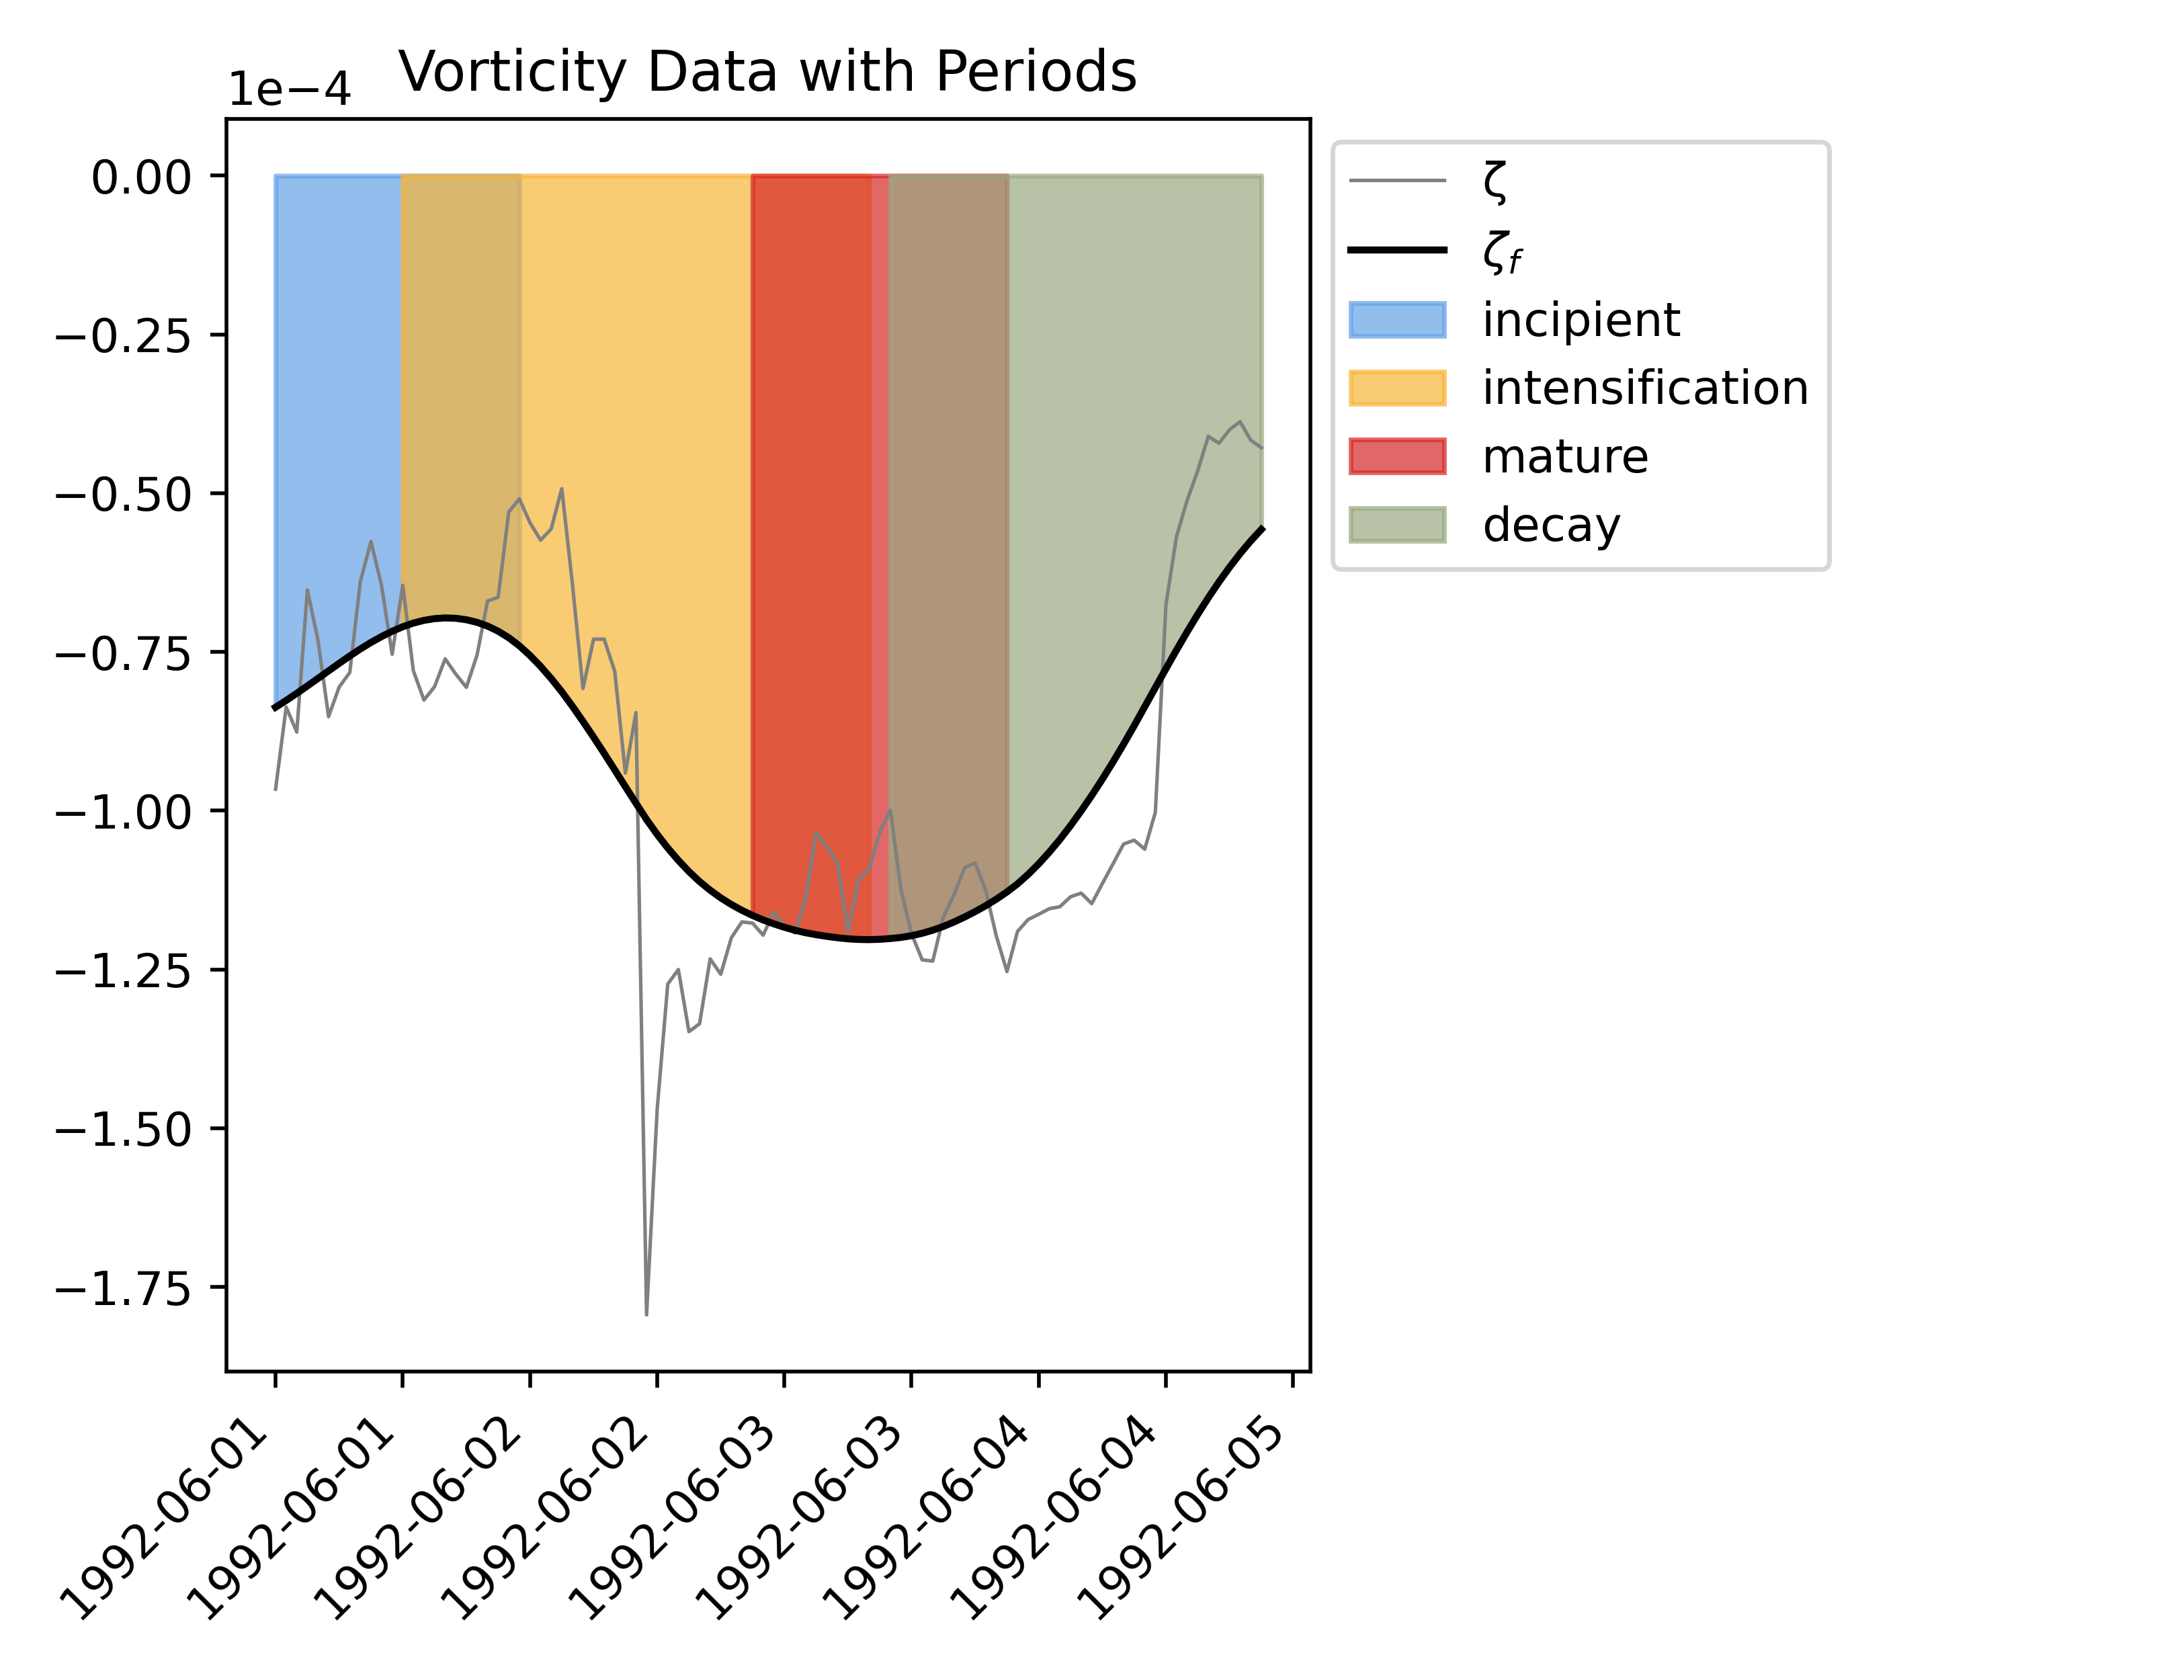 Vorticity Data with Periods
1e−4
0.00
−0.25
−0.50
−0.75
−1.00
−1.25
−1.50
−1.75
1992-06-01
1992-06-01
1992-06-02
1992-06-02
1992-06-03
1992-06-03
1992-06-04
1992-06-04
1992-06-05
ζ
ζf
incipient
intensification
mature
decay